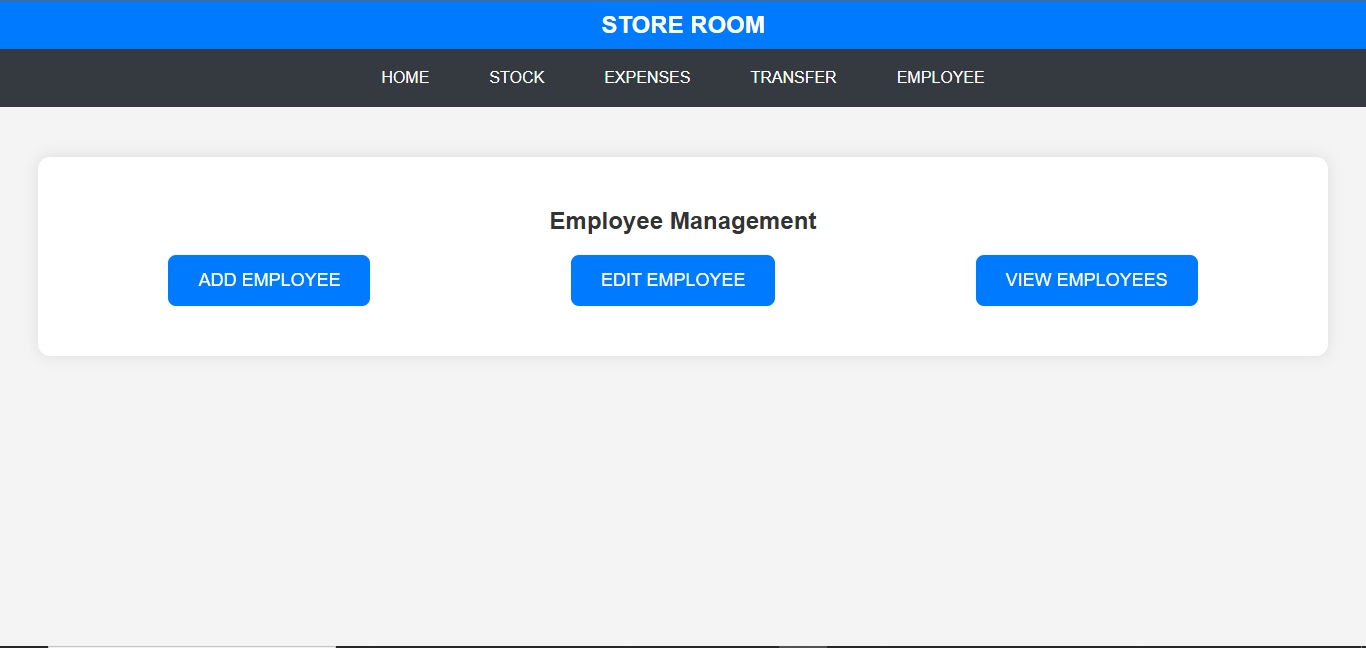 STORE ROOM
HOME STOCK EXPENSES TRANSFER EMPLOYEE
Employee Management
ADD EMPLOYEE EDIT EMPLOYEE VIEW EMPLOYEES